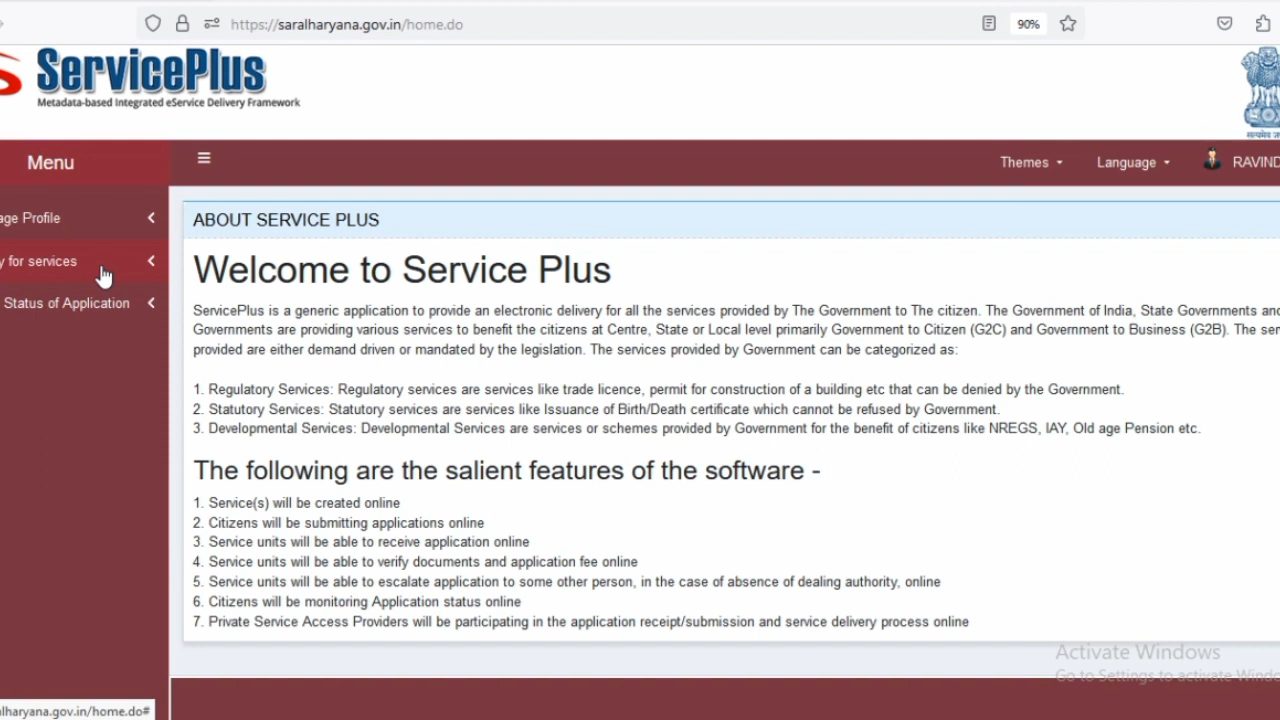 https://saralharyana.gov.in/home.do
90%
ServicePlus
Metadata-based Integrated eService Delivery Framework
Menu
Themes
Language
RAVIND
age Profile
y for services
Status of Application
ABOUT SERVICE PLUS
Welcome to Service Plus
ServicePlus is a generic application to provide an electronic delivery for all the services provided by The Government to The citizen. The Government of India, State Governments and
Governments are providing various services to benefit the citizens at Centre, State or Local level primarily Government to Citizen (G2C) and Government to Business (G2B). The ser
provided are either demand driven or mandated by the legislation. The services provided by Government can be categorized as:
1. Regulatory Services: Regulatory services are services like trade licence, permit for construction of a building etc that can be denied by the Government.
2. Statutory Services: Statutory services are services like Issuance of Birth/Death certificate which cannot be refused by Government.
3. Developmental Services: Developmental Services are services or schemes provided by Government for the benefit of citizens like NREGS, IAY, Old age Pension etc.
The following are the salient features of the software -
1. Service(s) will be created online
2. Citizens will be submitting applications online
3. Service units will be able to receive application online
4. Service units will be able to verify documents and application fee online
5. Service units will be able to escalate application to some other person, in the case of absence of dealing authority, online
6. Citizens will be monitoring Application status online
7. Private Service Access Providers will be participating in the application receipt/submission and service delivery process online
Activate Windows
Go to Settings to activate Windo
lharyana.gov.in/home.do#